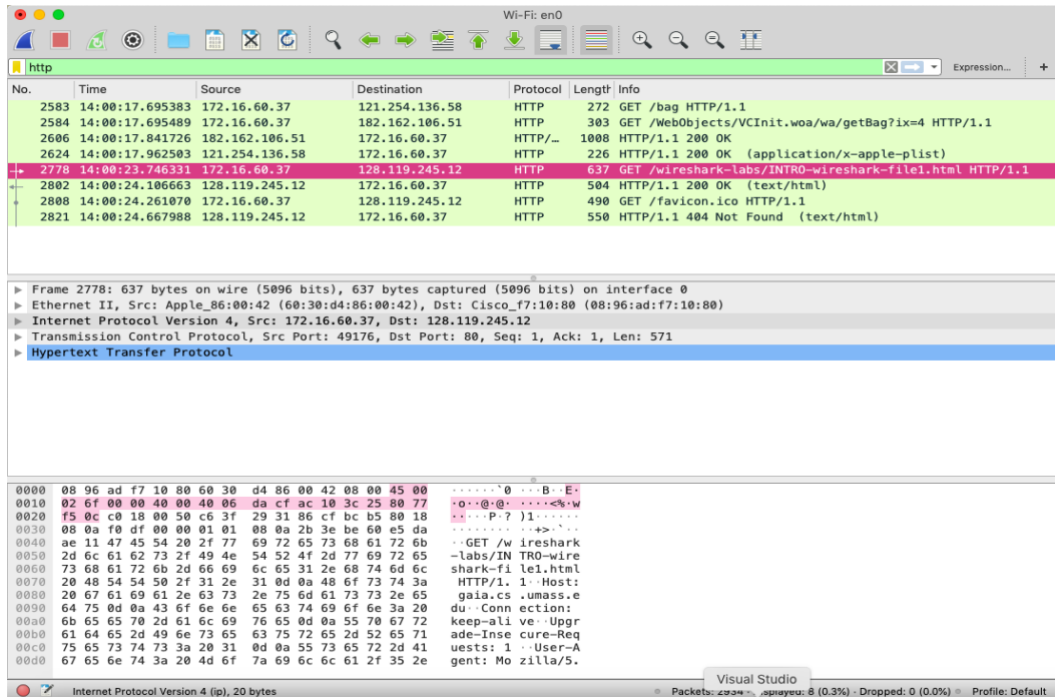 Wi-Fi: en0
http
Expression...
+
No. Time Source Destination Protocol Length Info
2583 14:00:17.695383 172.16.60.37 121.254.136.58 HTTP 272 GET /bag HTTP/1.1
2584 14:00:17.695489 172.16.60.37 182.162.106.51 HTTP 303 GET /WebObjects/VCInit.woa/wa/getBag?ix=4 HTTP/1.1
2606 14:00:17.841726 182.162.106.51 172.16.60.37 HTTP/… 1008 HTTP/1.1 200 OK
2624 14:00:17.962503 121.254.136.58 172.16.60.37 HTTP 226 HTTP/1.1 200 OK (application/x-apple-plist)
2778 14:00:23.746331 172.16.60.37 128.119.245.12 HTTP 637 GET /wireshark-labs/INTRO-wireshark-file1.html HTTP/1.1
2802 14:00:24.106663 128.119.245.12 172.16.60.37 HTTP 504 HTTP/1.1 200 OK (text/html)
2808 14:00:24.261070 172.16.60.37 128.119.245.12 HTTP 490 GET /favicon.ico HTTP/1.1
2821 14:00:24.667988 128.119.245.12 172.16.60.37 HTTP 550 HTTP/1.1 404 Not Found (text/html)
Frame 2778: 637 bytes on wire (5096 bits), 637 bytes captured (5096 bits) on interface 0
Ethernet II, Src: Apple_86:00:42 (60:30:d4:86:00:42), Dst: Cisco_f7:10:80 (08:96:ad:f7:10:80)
Internet Protocol Version 4, Src: 172.16.60.37, Dst: 128.119.245.12
Transmission Control Protocol, Src Port: 49176, Dst Port: 80, Seq: 1, Ack: 1, Len: 571
Hypertext Transfer Protocol
0000 08 96 ad f7 10 80 60 30 d4 86 00 42 08 00 45 00 ······`0 ···B··E·
0010 02 6f 00 00 40 00 40 06 da cf ac 10 3c 25 80 77 ·o··@·@· ····<%·w
0020 f5 0c c0 18 00 50 c6 3f 29 31 86 cf bc b5 80 18 ·····P·? )1······
0030 08 0a f0 df 00 00 01 01 08 0a 2b 3e be 60 e5 da ········ ··+>·`··
0040 ae 11 47 45 54 20 2f 77 69 72 65 73 68 61 72 6b ··GET /w ireshark
0050 2d 6c 61 62 73 2f 49 4e 54 52 4f 2d 77 69 72 65 -labs/IN TRO-wire
0060 73 68 61 72 6b 2d 66 69 6c 65 31 2e 68 74 6d 6c shark-fi le1.html
0070 20 48 54 54 50 2f 31 2e 31 0d 0a 48 6f 73 74 3a HTTP/1. 1··Host:
0080 20 67 61 69 61 2e 63 73 2e 75 6d 61 73 73 2e 65 gaia.cs .umass.e
0090 64 75 0d 0a 43 6f 6e 6e 65 63 74 69 6f 6e 3a 20 du··Conn ection:
00a0 6b 65 65 70 2d 61 6c 69 76 65 0d 0a 55 70 67 72 keep-ali ve··Upgr
00b0 61 64 65 2d 49 6e 73 65 63 75 72 65 2d 52 65 71 ade-Inse cure-Req
00c0 75 65 73 74 73 3a 20 31 0d 0a 55 73 65 72 2d 41 uests: 1 ··User-A
00d0 67 65 6e 74 3a 20 4d 6f 7a 69 6c 6c 61 2f 35 2e gent: Mo zilla/5.
Visual Studio
Internet Protocol Version 4 (ip), 20 bytes
Packets: 2934 · Displayed: 8 (0.3%) · Dropped: 0 (0.0%)
Profile: Default